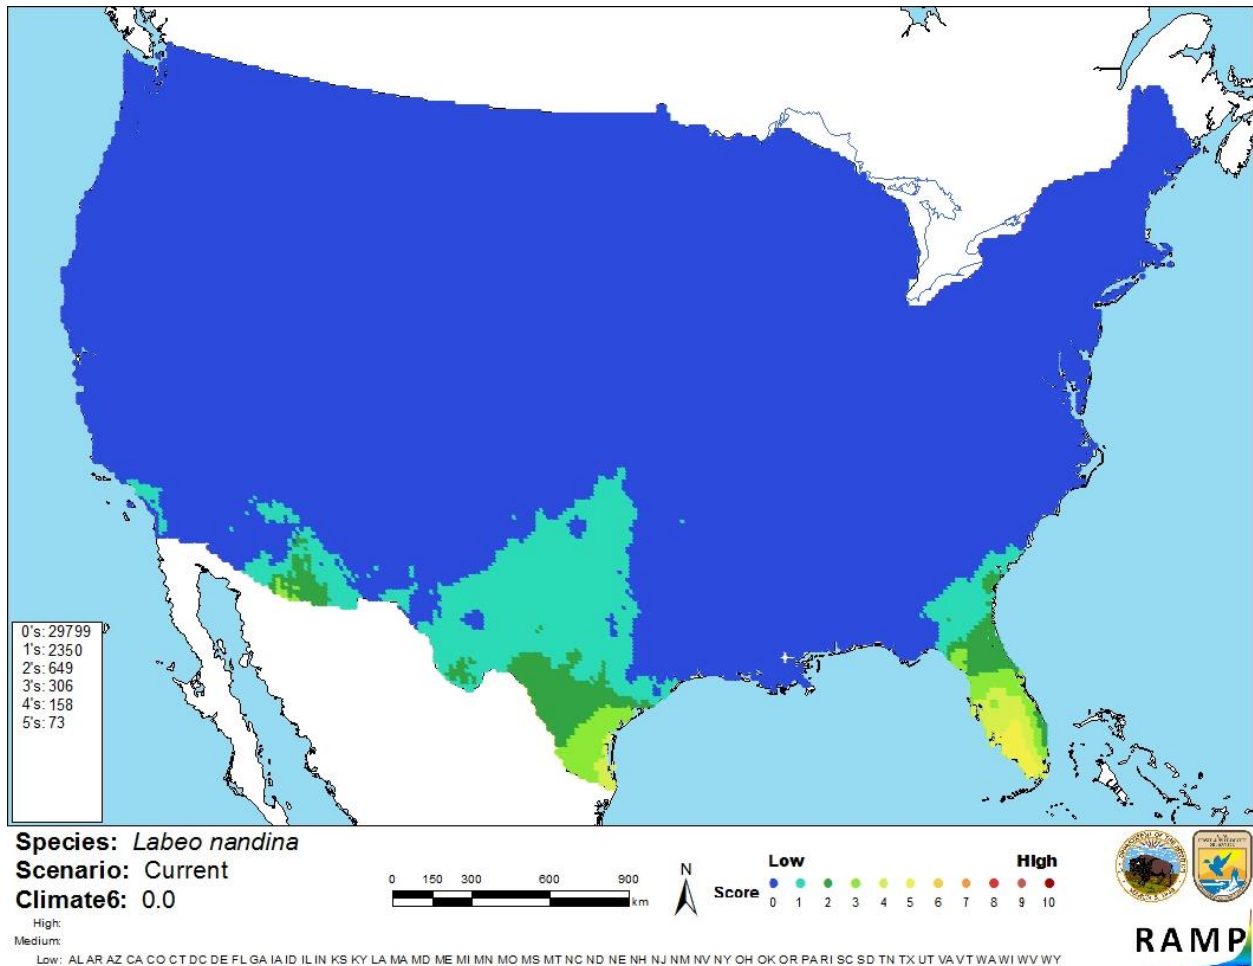 0's: 29799
1's: 2350
2's: 649
3's: 306
4's: 158
5's: 73
Species: Labeo nandina
Scenario: Current
Climate6: 0.0
High:
Medium:
Low: AL AR AZ CA CO CT DC DE FL GA IA ID IL IN KS KY LA MA MD ME MI MN MO MS MT NC ND NE NH NJ NM NV NY OH OK OR PA RI SC SD TN TX UT VA VT WA WI WV WY
0 150 300 600 900
km
N
Low High
Score
0 1 2 3 4 5 6 7 8 9 10
RAMP